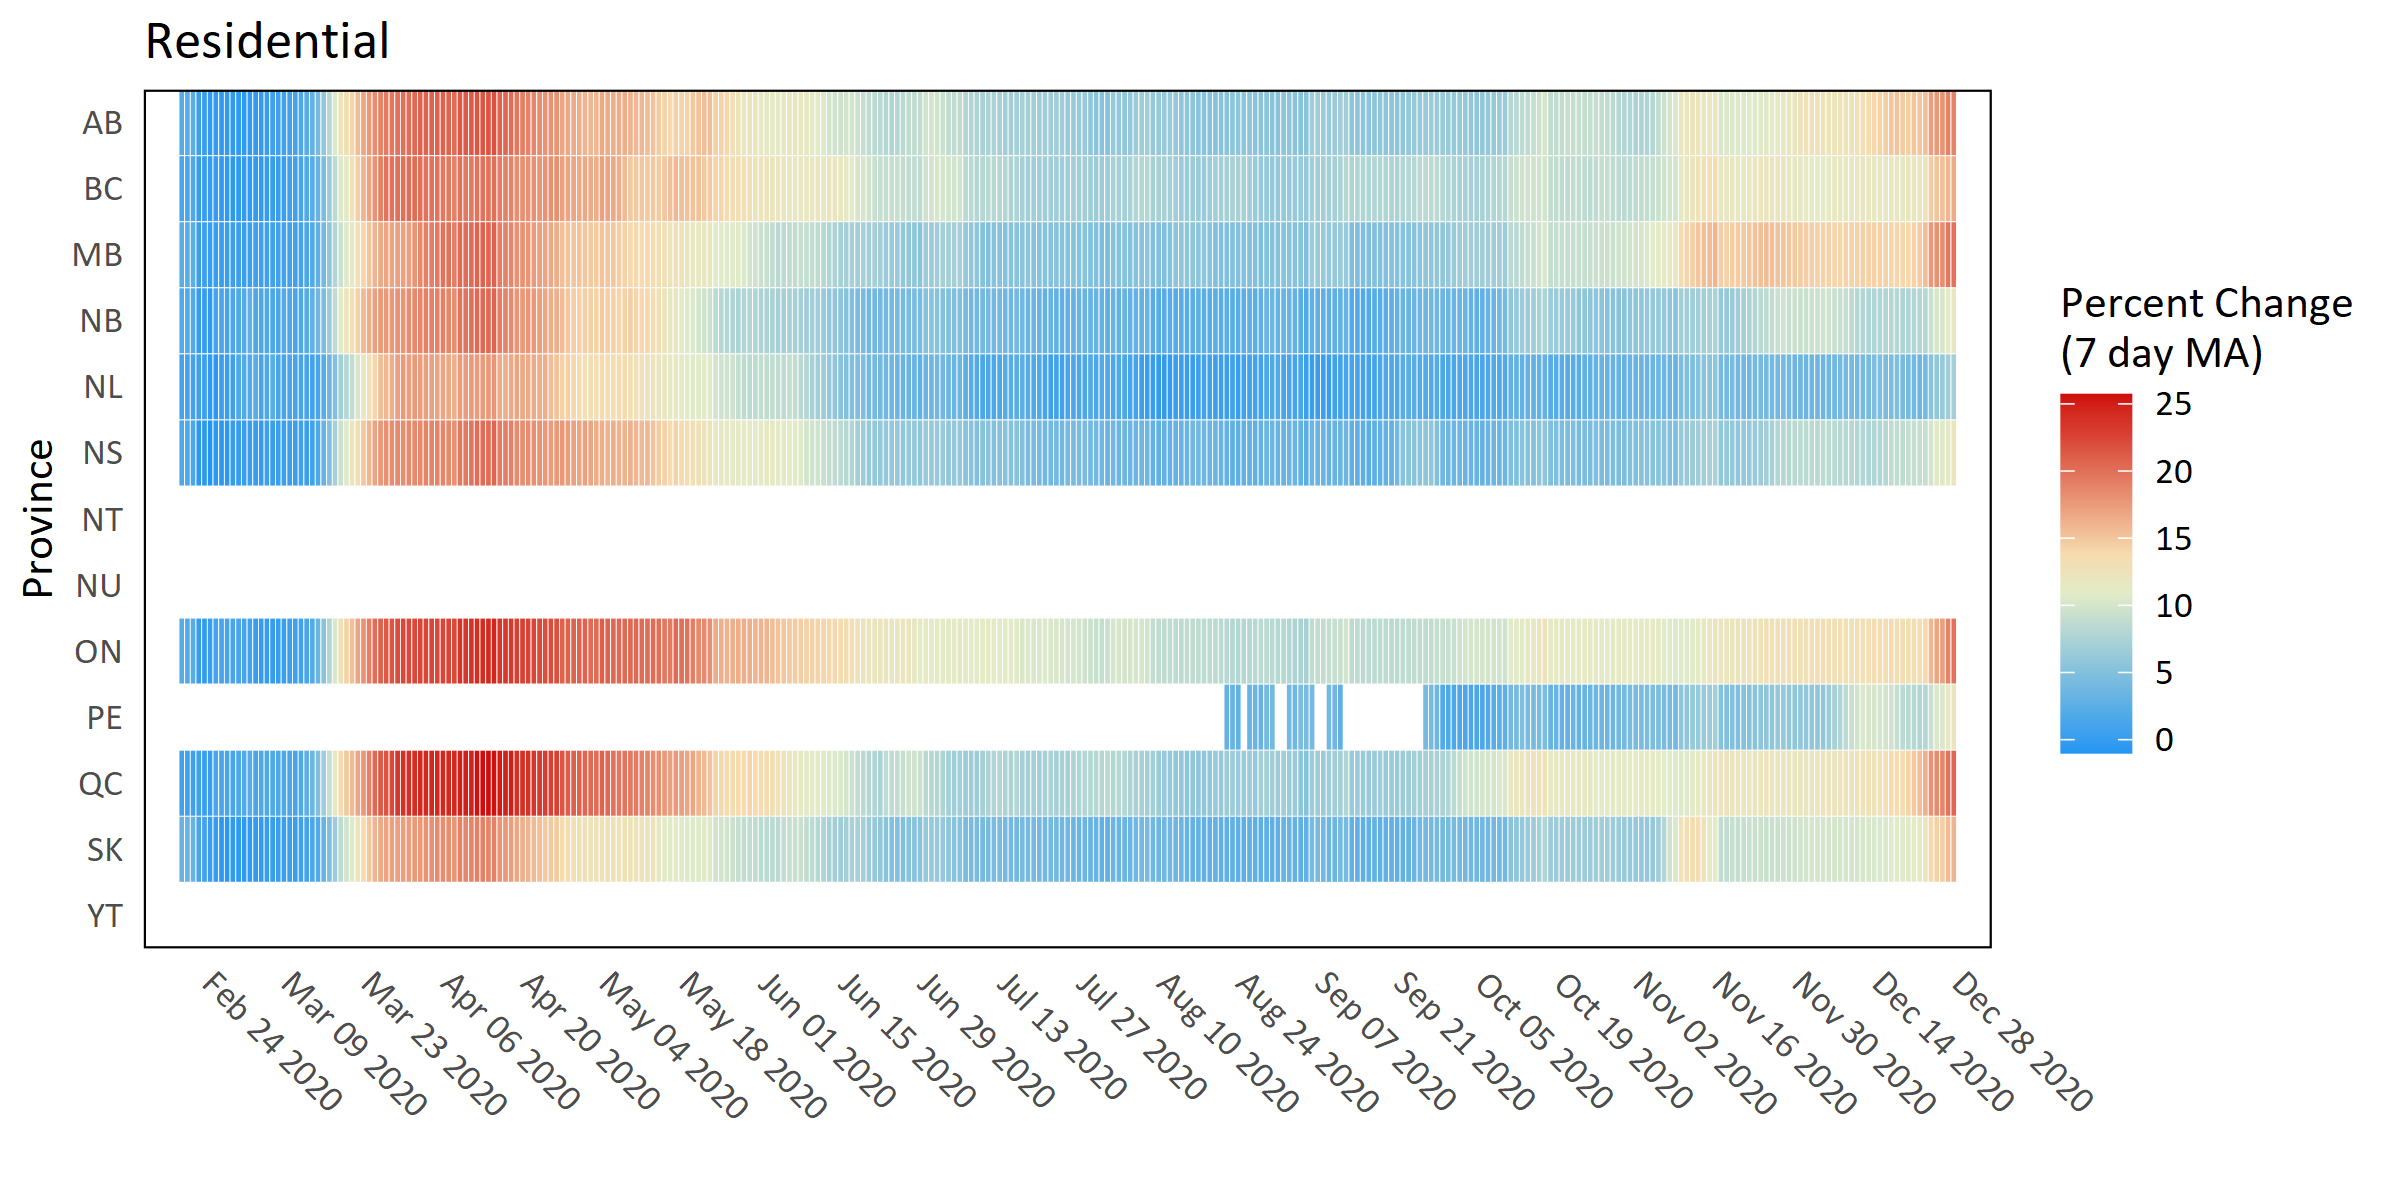 Residential
Province
AB
BC
MB
NB
NL
NS
NT
NU
ON
PE
QC
SK
YT
Feb 24 2020
Mar 09 2020
Mar 23 2020
Apr 06 2020
Apr 20 2020
May 04 2020
May 18 2020
Jun 01 2020
Jun 15 2020
Jun 29 2020
Jul 13 2020
Jul 27 2020
Aug 10 2020
Aug 24 2020
Sep 07 2020
Sep 21 2020
Oct 05 2020
Oct 19 2020
Nov 02 2020
Nov 16 2020
Nov 30 2020
Dec 14 2020
Dec 28 2020
Percent Change
(7 day MA)
25
20
15
10
5
0